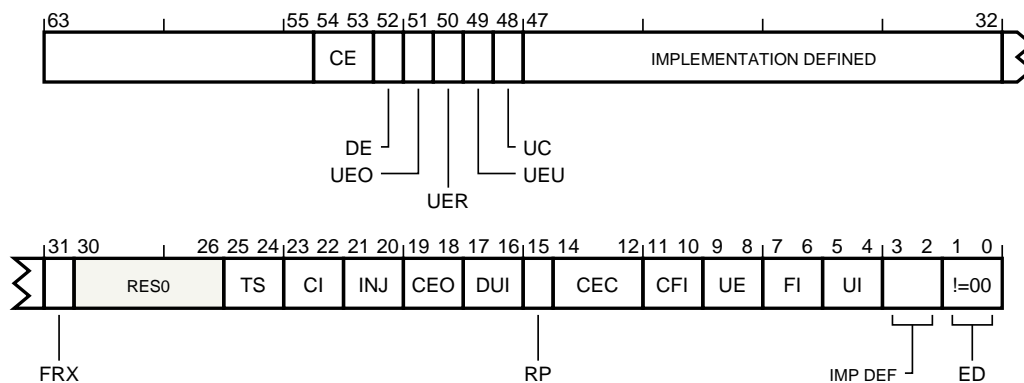 63 55 54 53 52 51 50 49 48 47 32
CE IMPLEMENTATION DEFINED
DE UC
UEO UEU
UER
31 30 26 25 24 23 22 21 20 19 18 17 16 15 14 12 11 10 9 8 7 6 5 4 3 2 1 0
RES0 TS CI INJ CEO DUI CEC CFI UE FI UI !=00
FRX RP IMP DEF ED